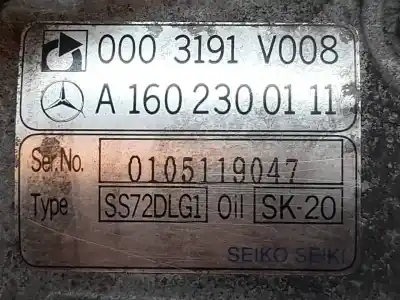 000 3191 V008
A 160 230 01 11
Ser.No. 0105119047
Type SS72DLG1 Oil SK-20
SEIKO SEIKI